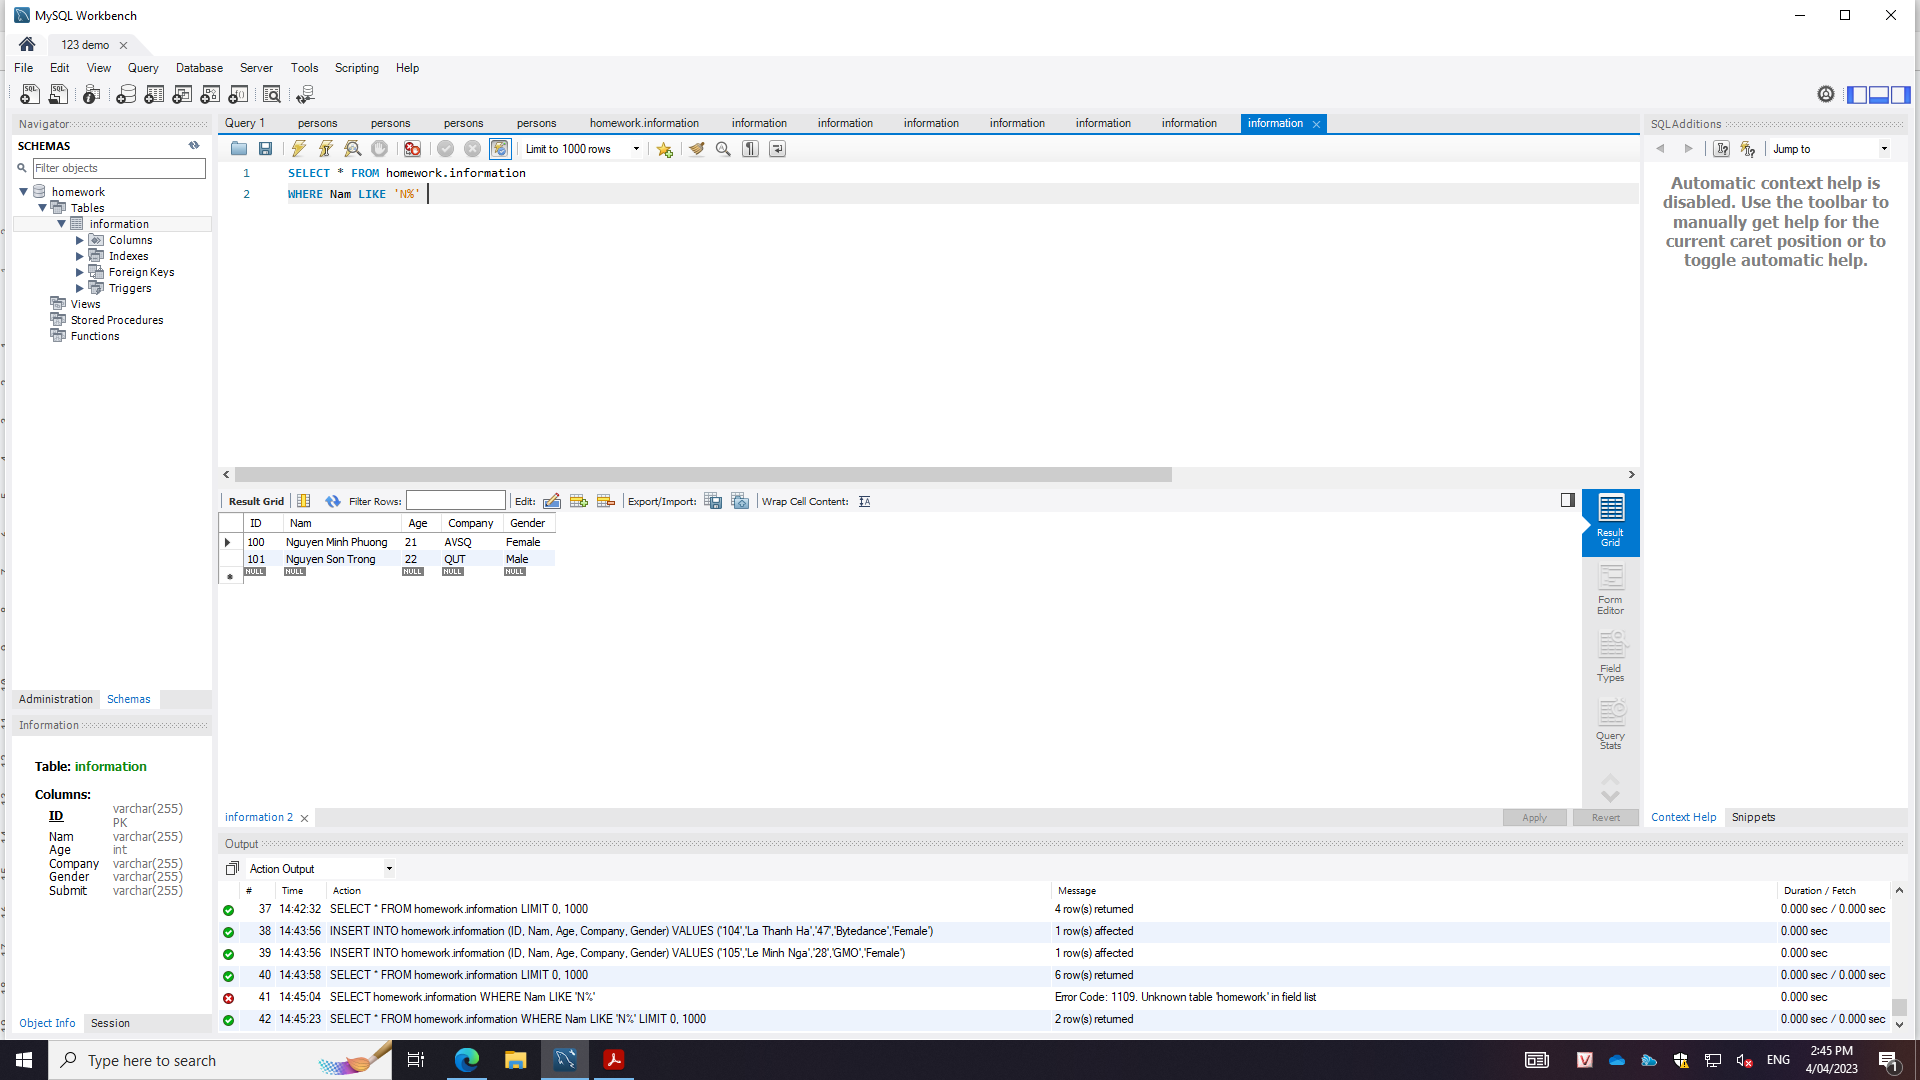 MySQL Workbench
123 demo
File Edit View Query Database Server Tools Scripting Help
Navigator
SCHEMAS
Filter objects
homework
Tables
information
Columns
Indexes
Foreign Keys
Triggers
Views
Stored Procedures
Functions
Administration Schemas
Information
Table: information
Columns:
ID varchar(255) PK
Nam varchar(255)
Age int
Company varchar(255)
Gender varchar(255)
Submit varchar(255)
Object Info Session
Query 1 persons persons persons persons homework.information information information information information information information information
Limit to 1000 rows
1 SELECT * FROM homework.information
2 WHERE Nam LIKE 'N%'
Result Grid Filter Rows: Edit: Export/Import: Wrap Cell Content:
ID Nam Age Company Gender
100 Nguyen Minh Phuong 21 AVSQ Female
101 Nguyen Son Trong 22 QUT Male
NULL NULL NULL NULL NULL
Result Grid
Form Editor
Field Types
Query Stats
information 2 Apply Revert
Output
Action Output
# Time Action Message Duration / Fetch
37 14:42:32 SELECT * FROM homework.information LIMIT 0, 1000 4 row(s) returned 0.000 sec / 0.000 sec
38 14:43:56 INSERT INTO homework.information (ID, Nam, Age, Company, Gender) VALUES ('104','La Thanh Ha','47','Bytedance','Female') 1 row(s) affected 0.000 sec
39 14:43:56 INSERT INTO homework.information (ID, Nam, Age, Company, Gender) VALUES ('105','Le Minh Nga','28','GMO','Female') 1 row(s) affected 0.000 sec
40 14:43:58 SELECT * FROM homework.information LIMIT 0, 1000 6 row(s) returned 0.000 sec / 0.000 sec
41 14:45:04 SELECT homework.information WHERE Nam LIKE 'N%' Error Code: 1109. Unknown table 'homework' in field list 0.000 sec
42 14:45:23 SELECT * FROM homework.information WHERE Nam LIKE 'N%' LIMIT 0, 1000 2 row(s) returned 0.000 sec / 0.000 sec
SQLAdditions
Jump to
Automatic context help is
disabled. Use the toolbar to
manually get help for the
current caret position or to
toggle automatic help.
Context Help Snippets
Type here to search
ENG
2:45 PM
4/04/2023
1